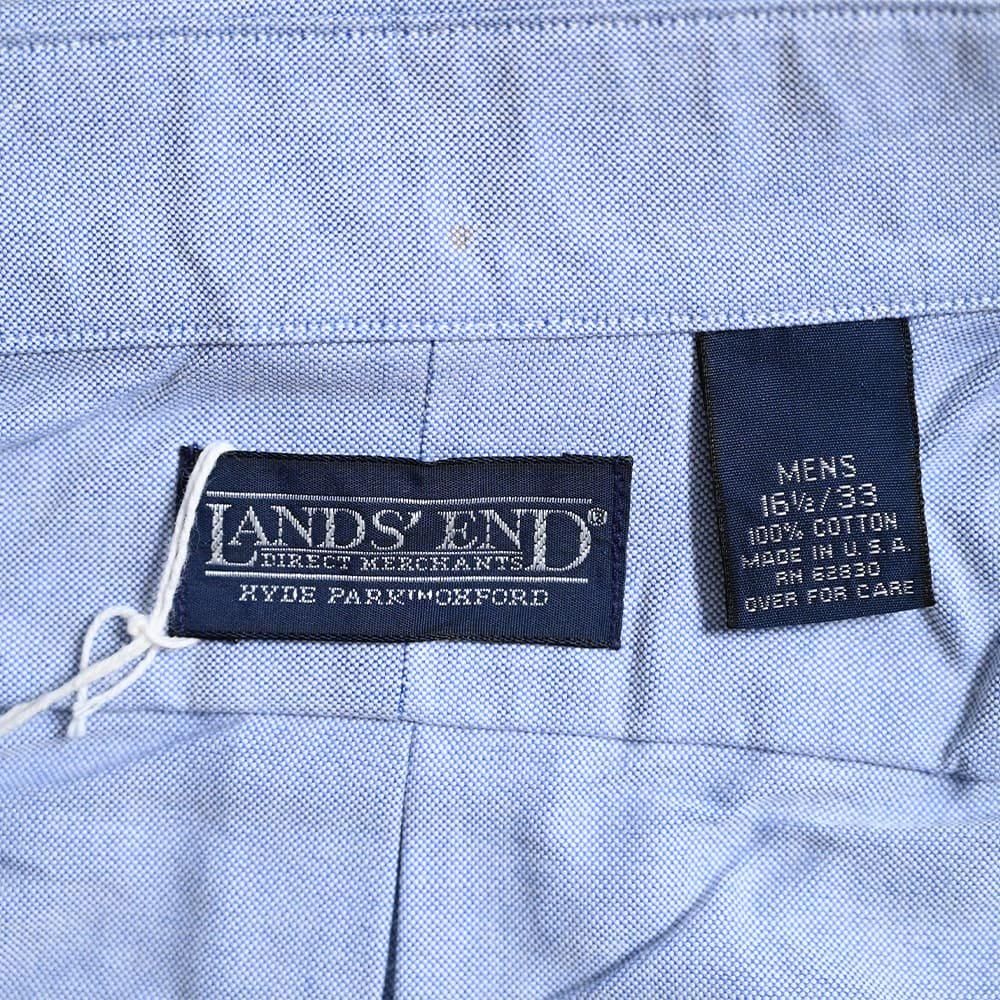 LANDS' END®
DIRECT MERCHANTS
HYDE PARK™ OXFORD
MENS
16½/33
100% COTTON
MADE IN U.S.A.
RN 62830
OVER FOR CARE